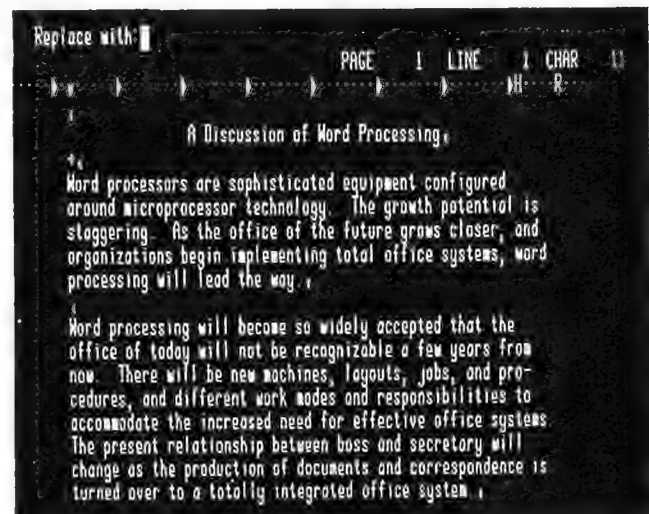 Replace with:
PAGE 1 LINE 1 CHAR 11
H R
A Discussion of Word Processing
Word processors are sophisticated equipment configured
around microprocessor technology. The growth potential is
staggering. As the office of the future grows closer, and
organizations begin implementing total office systems, word
processing will lead the way.
Word processing will become so widely accepted that the
office of today will not be recognizable a few years from
now. There will be new machines, layouts, jobs, and pro-
cedures, and different work modes and responsibilities to
accommodate the increased need for effective office systems
The present relationship between boss and secretary will
change as the production of documents and correspondence is
turned over to a totally integrated office system.